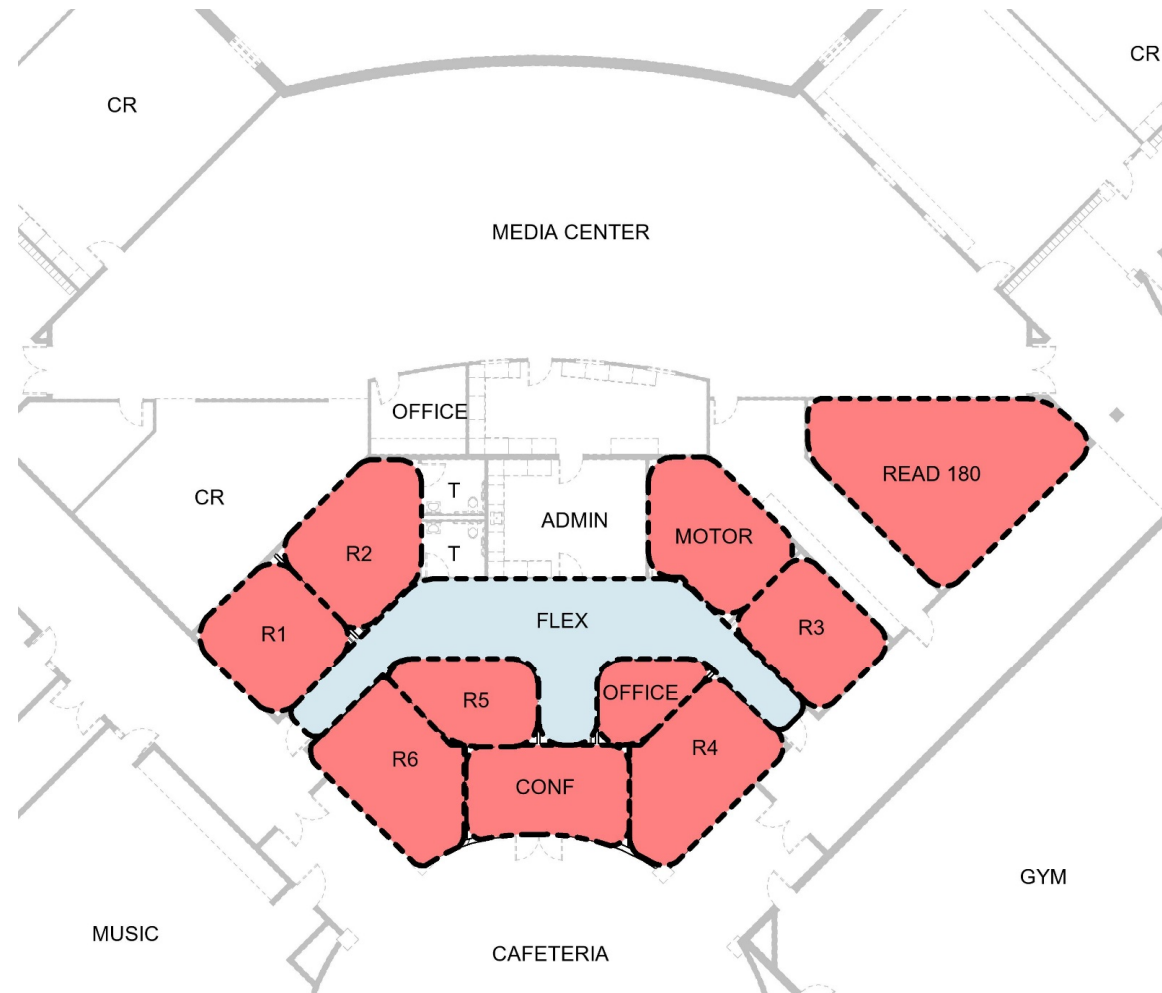 CR
CR
MEDIA CENTER
OFFICE
READ 180
T
CR
ADMIN
MOTOR
R2
T
FLEX
R3
R1
OFFICE
R5
R4
R6
CONF
GYM
MUSIC
CAFETERIA